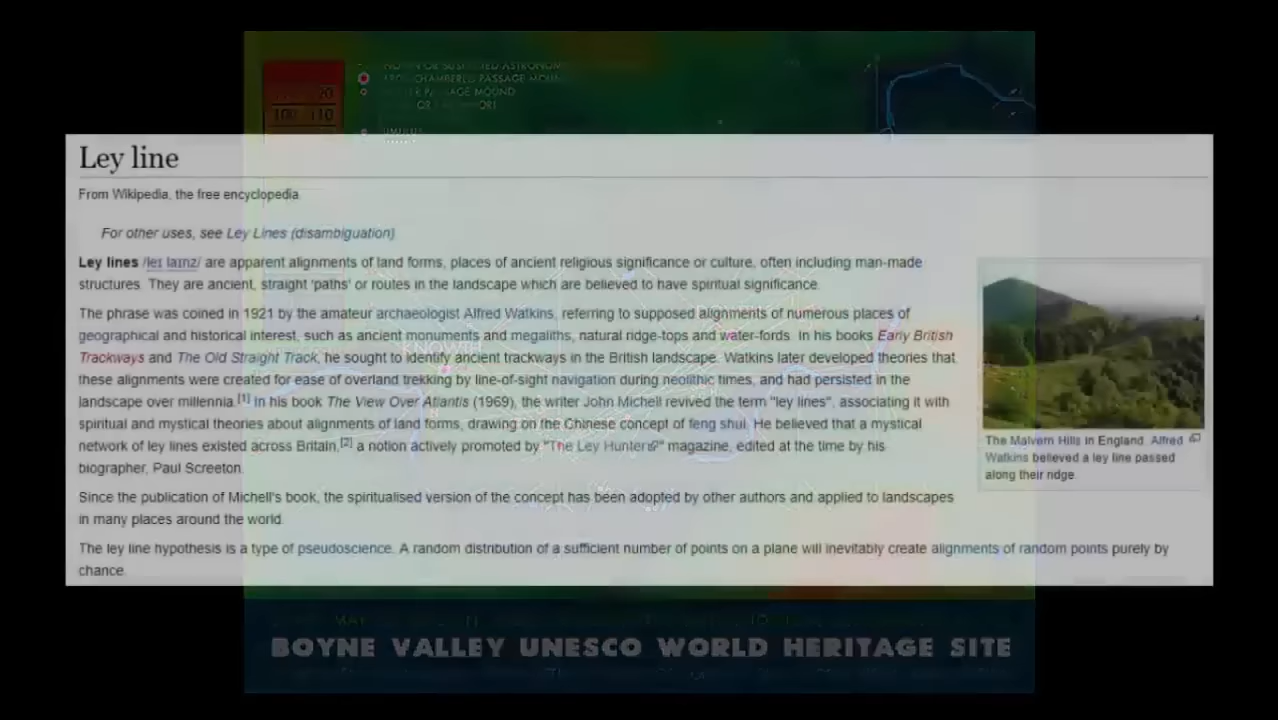 100 110
PASSAGE MOUND
Ley line
From Wikipedia, the free encyclopedia
For other uses, see Ley Lines (disambiguation)
Ley lines /leɪ laɪnz/ are apparent alignments of land forms, places of ancient religious significance or culture, often including man-made
structures. They are ancient, straight 'paths' or routes in the landscape which are believed to have spiritual significance.
The phrase was coined in 1921 by the amateur archaeologist Alfred Watkins, referring to supposed alignments of numerous places of
geographical and historical interest, such as ancient monuments and megaliths, natural ridge-tops and water-fords. In his books Early British
Trackways and The Old Straight Track, he sought to identify ancient trackways in the British landscape. Watkins later developed theories that
these alignments were created for ease of overland trekking by line-of-sight navigation during neolithic times, and had persisted in the
landscape over millennia.[1] In his book The View Over Atlantis (1969), the writer John Michell revived the term "ley lines", associating it with
spiritual and mystical theories about alignments of land forms, drawing on the Chinese concept of feng shui. He believed that a mystical
network of ley lines existed across Britain,[2] a notion actively promoted by "The Ley Hunter" magazine, edited at the time by his
biographer, Paul Screeton.
Since the publication of Michell's book, the spiritualised version of the concept has been adopted by other authors and applied to landscapes
in many places around the world.
The ley line hypothesis is a type of pseudoscience. A random distribution of a sufficient number of points on a plane will inevitably create alignments of random points purely by
chance.
The Malvern Hills in England. Alfred
Watkins believed a ley line passed
along their ridge.
KNOWTH
BOYNE VALLEY UNESCO WORLD HERITAGE SITE